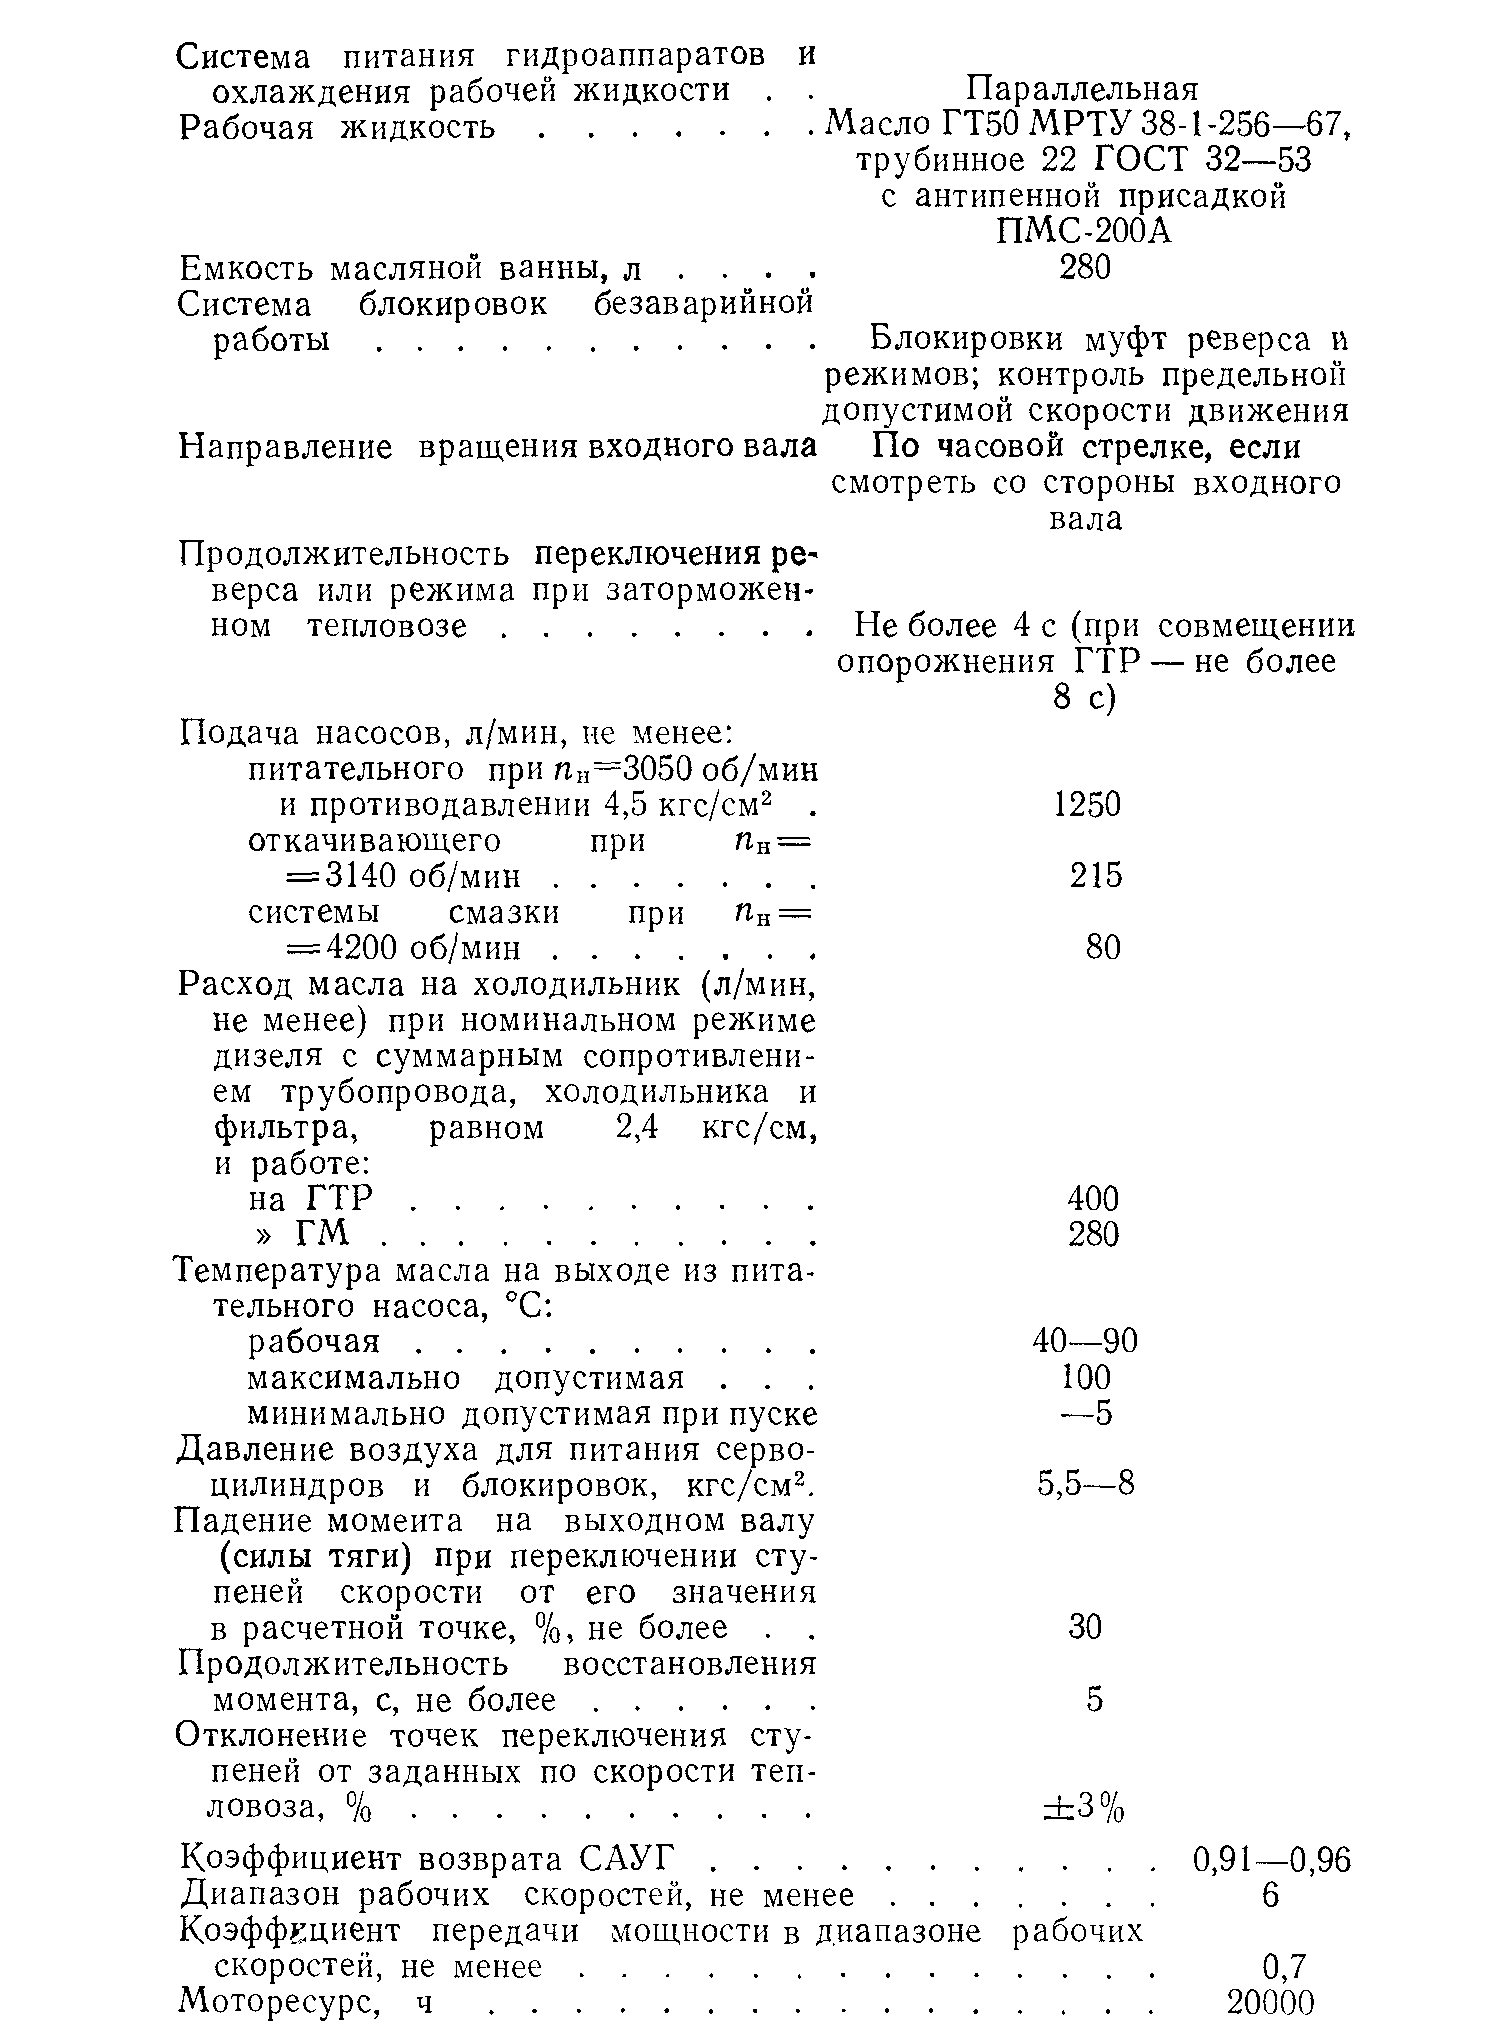 Система питания гидроаппаратов и
охлаждения рабочей жидкости . . Параллельная
Рабочая жидкость . . . . . . . Масло ГТ50 МРТУ 38-1-256—67,
трубинное 22 ГОСТ 32—53
с антипенной присадкой
ПМС-200А
Емкость масляной ванны, л . . . . 280
Система блокировок безаварийной
работы . . . . . . . . . . . . Блокировки муфт реверса и
режимов; контроль предельной
допустимой скорости движения
Направление вращения входного вала По часовой стрелке, если
смотреть со стороны входного
вала
Продолжительность переключения ре-
верса или режима при заторможен-
ном тепловозе . . . . . . . . Не более 4 с (при совмещении
опорожнения ГТР — не более
8 с)
Подача насосов, л/мин, не менее:
питательного при nн=3050 об/мин
и противодавлении 4,5 кгс/см² . 1250
откачивающего при nн=
=3140 об/мин . . . . . . . 215
системы смазки при nн=
=4200 об/мин . . . . . . . 80
Расход масла на холодильник (л/мин,
не менее) при номинальном режиме
дизеля с суммарным сопротивлени-
ем трубопровода, холодильника и
фильтра, равном 2,4 кгс/см,
и работе:
на ГТР . . . . . . . . . . 400
» ГМ . . . . . . . . . . . 280
Температура масла на выходе из пита-
тельного насоса, °С:
рабочая . . . . . . . . . . 40—90
максимально допустимая . . . 100
минимально допустимая при пуске —5
Давление воздуха для питания серво-
цилиндров и блокировок, кгс/см². 5,5—8
Падение момента на выходном валу
(силы тяги) при переключении сту-
пеней скорости от его значения
в расчетной точке, %, не более . . 30
Продолжительность восстановления
момента, с, не более . . . . . . 5
Отклонение точек переключения сту-
пеней от заданных по скорости теп-
ловоза, % . . . . . . . . . . ±3%
Коэффициент возврата САУГ . . . . . . . . . . . 0,91—0,96
Диапазон рабочих скоростей, не менее . . . . . . . 6
Коэффициент передачи мощности в диапазоне рабочих
скоростей, не менее . . . . . . . . . . . . . . 0,7
Моторесурс, ч . . . . . . . . . . . . . . . . 20000